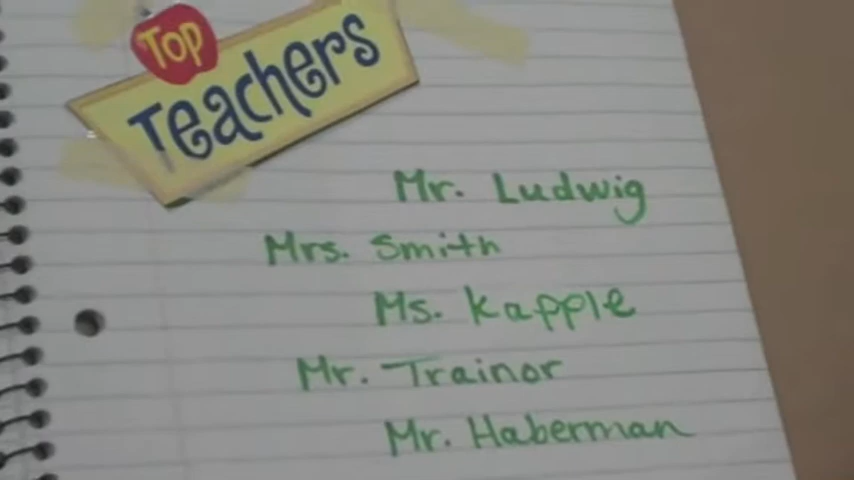 Top
Teachers
Mr. Ludwig
Mrs. Smith
Ms. Kapple
Mr. Trainor
Mr. Haberman